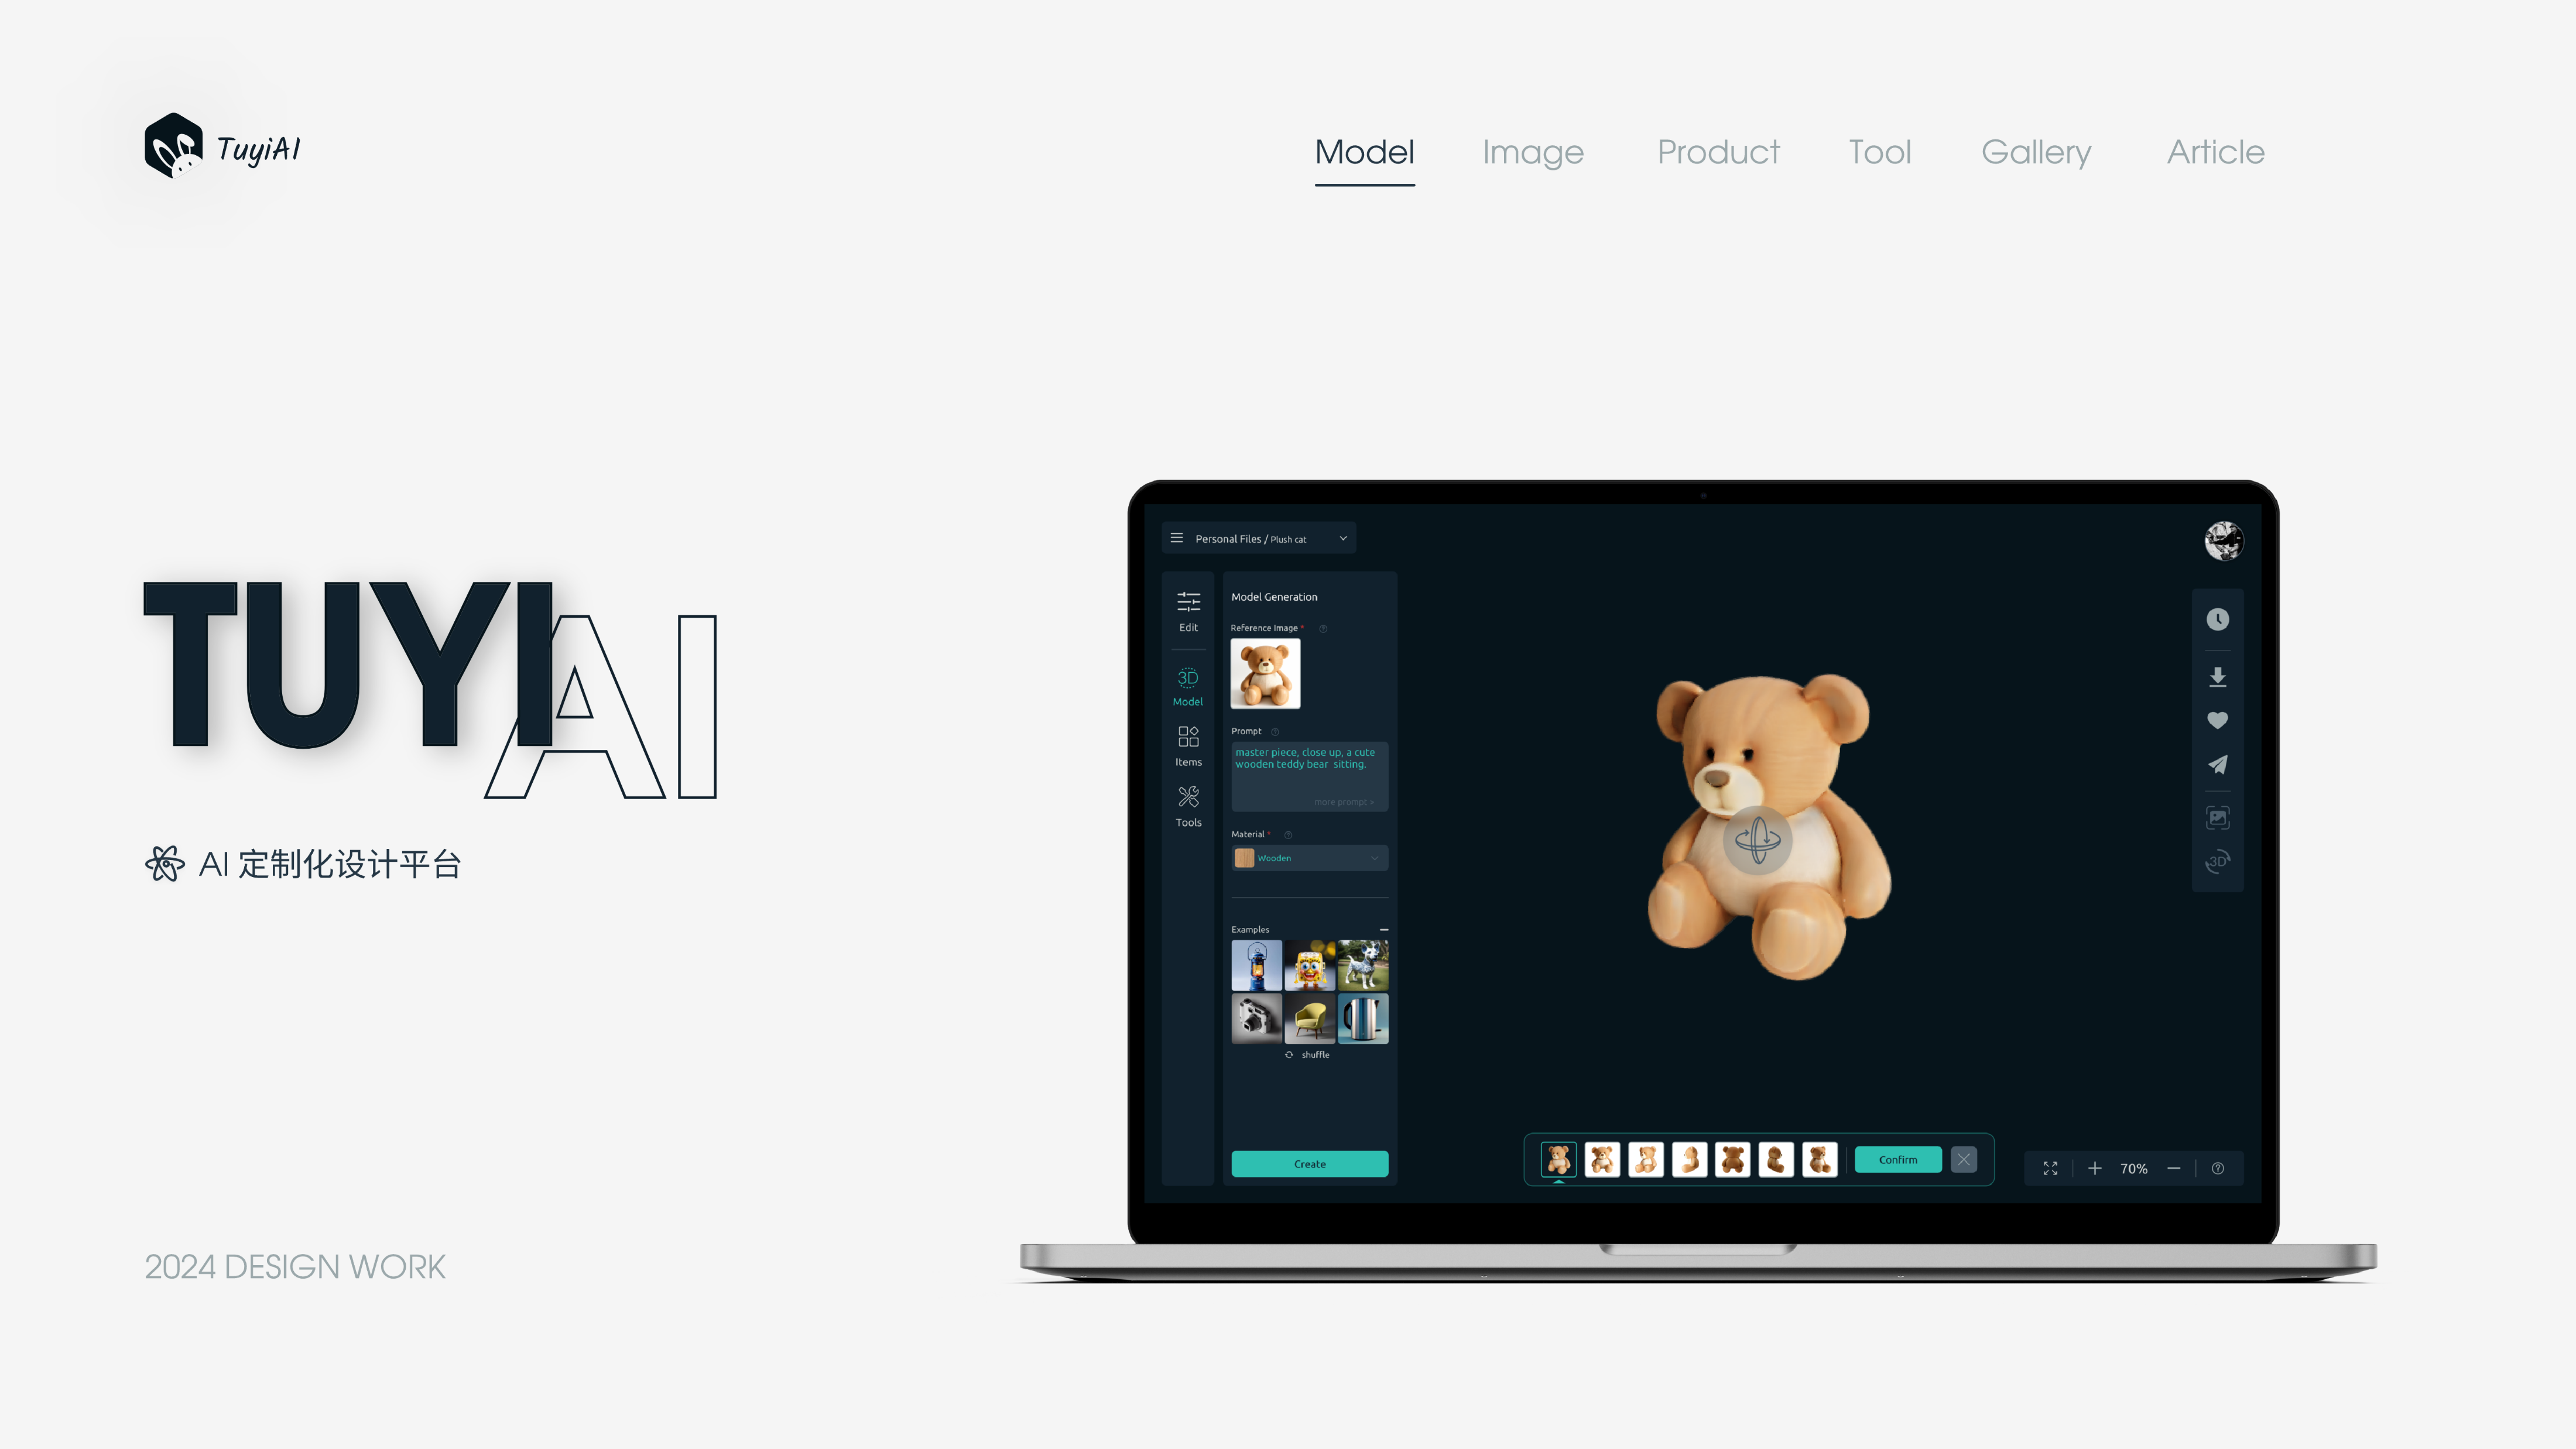 TuyiAI
Model Image Product Tool Gallery Article
TUYI
AI
AI 定制化设计平台
2024 DESIGN WORK
Personal Files / Plush cat
Edit
3D
Model
Items
Tools
Model Generation
Reference Image *
Prompt
master piece, close up, a cute
wooden teddy bear sitting.
more prompt >
Material *
Wooden
Examples
shuffle
Create
Confirm
3D
70%